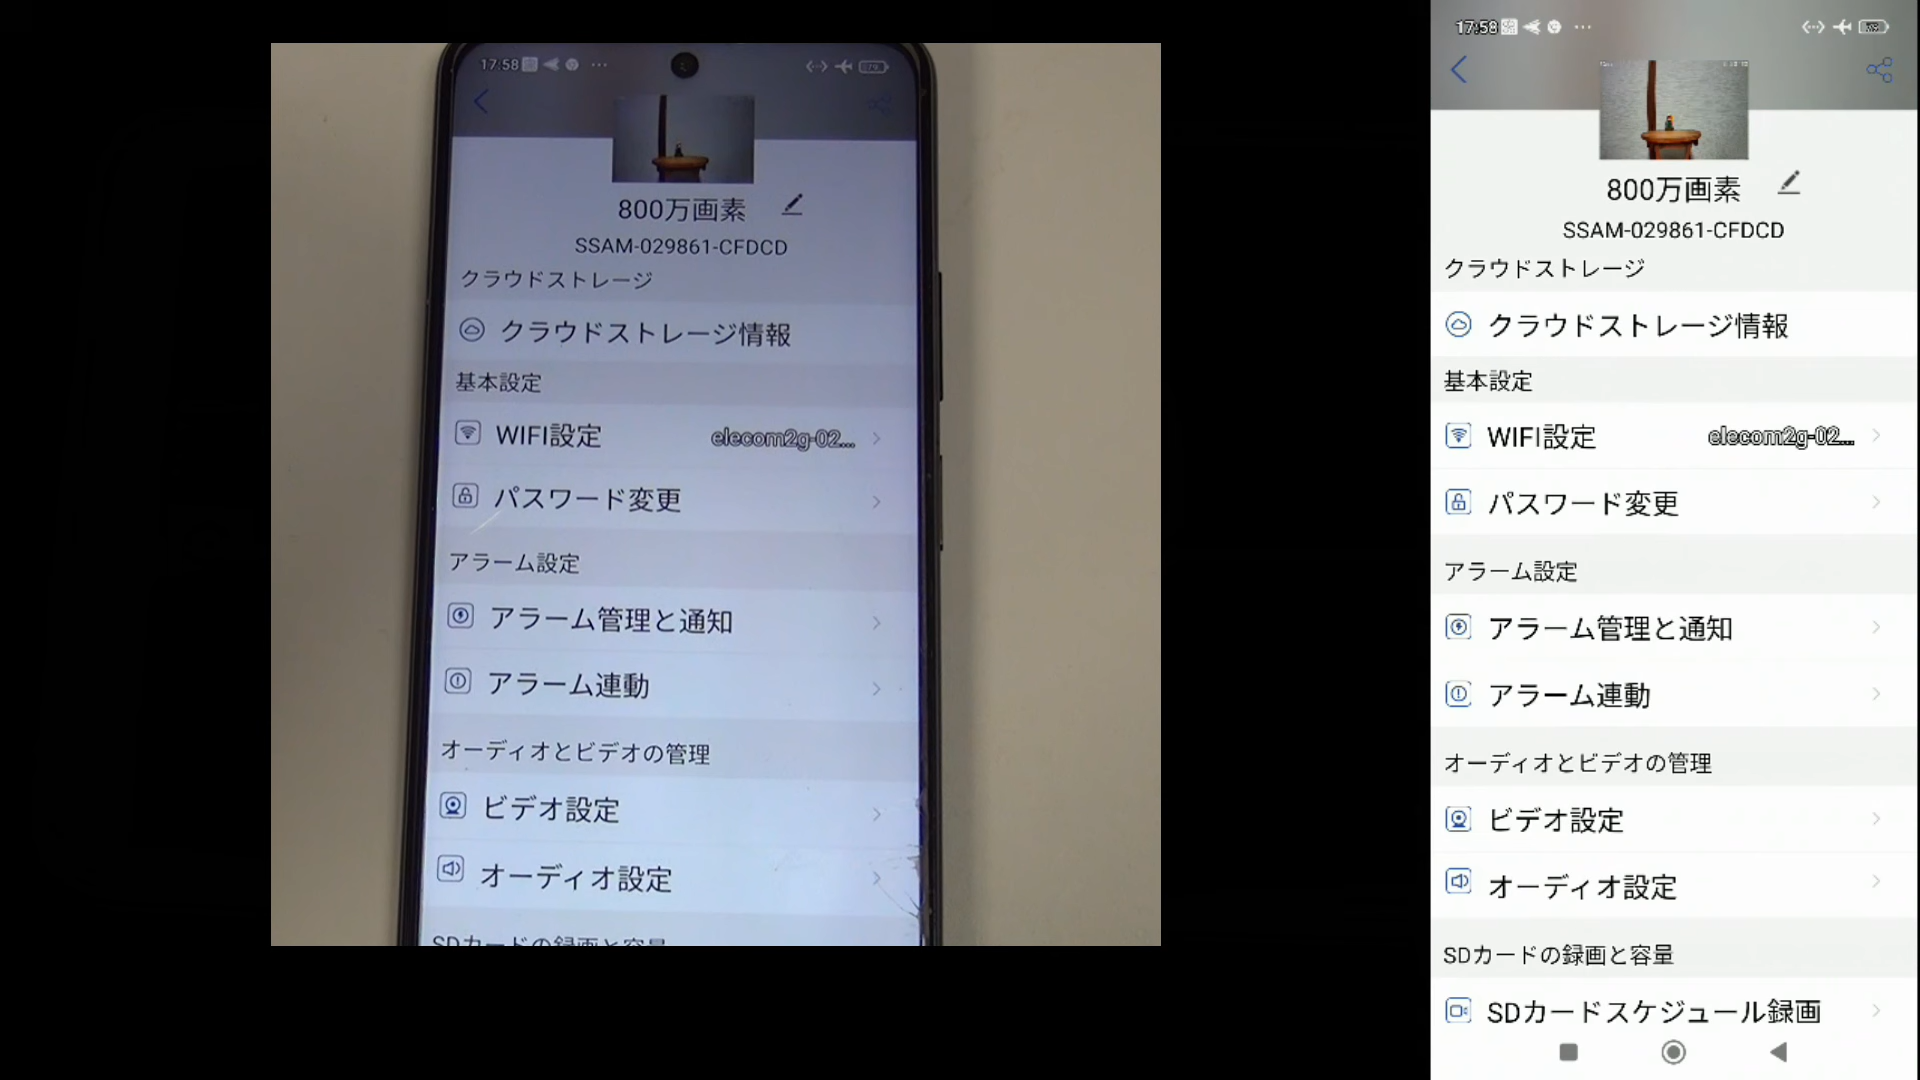 17:58
800万画素
SSAM-029861-CFDCD
クラウドストレージ
クラウドストレージ情報
基本設定
WIFI設定 elecom2g-02...
パスワード変更
アラーム設定
アラーム管理と通知
アラーム連動
オーディオとビデオの管理
ビデオ設定
オーディオ設定
SDカードの録画と容量
17:58
800万画素
SSAM-029861-CFDCD
クラウドストレージ
クラウドストレージ情報
基本設定
WIFI設定 elecom2g-02...
パスワード変更
アラーム設定
アラーム管理と通知
アラーム連動
オーディオとビデオの管理
ビデオ設定
オーディオ設定
SDカードの録画と容量
SDカードスケジュール録画